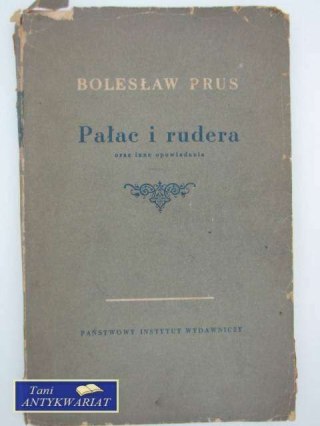 BOLESŁAW PRUS
Pałac i rudera
oraz inne opowiadania
PAŃSTWOWY INSTYTUT WYDAWNICZY
Tani
ANTYKWARIAT